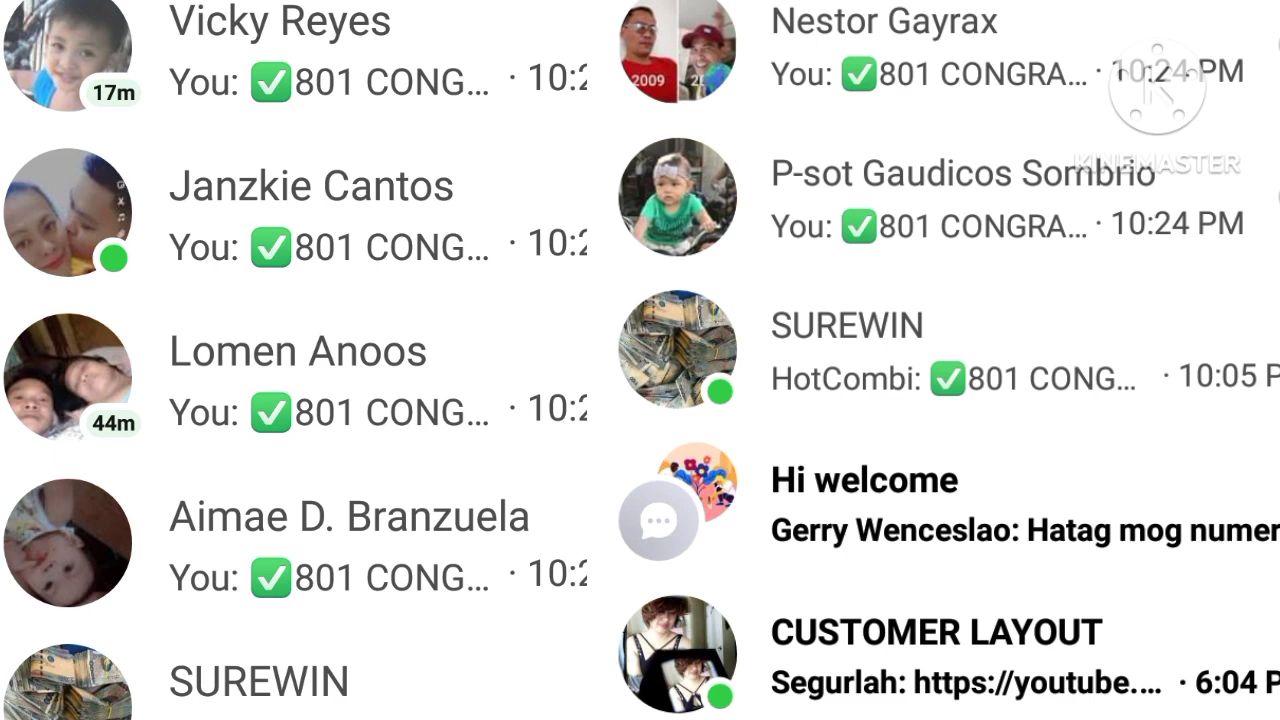 Vicky Reyes
You: ✅801 CONG... · 10:2
17m
Janzkie Cantos
You: ✅801 CONG... · 10:2
Lomen Anoos
You: ✅801 CONG... · 10:2
44m
Aimae D. Branzuela
You: ✅801 CONG... · 10:2
SUREWIN
Nestor Gayrax
You: ✅801 CONGRA... · 10:24 PM
2009
KINEMASTER
P-sot Gaudicos Sombrio
You: ✅801 CONGRA... · 10:24 PM
SUREWIN
HotCombi: ✅801 CONG... · 10:05 P
Hi welcome
Gerry Wenceslao: Hatag mog numer
CUSTOMER LAYOUT
Segurlah: https://youtube.... · 6:04 P